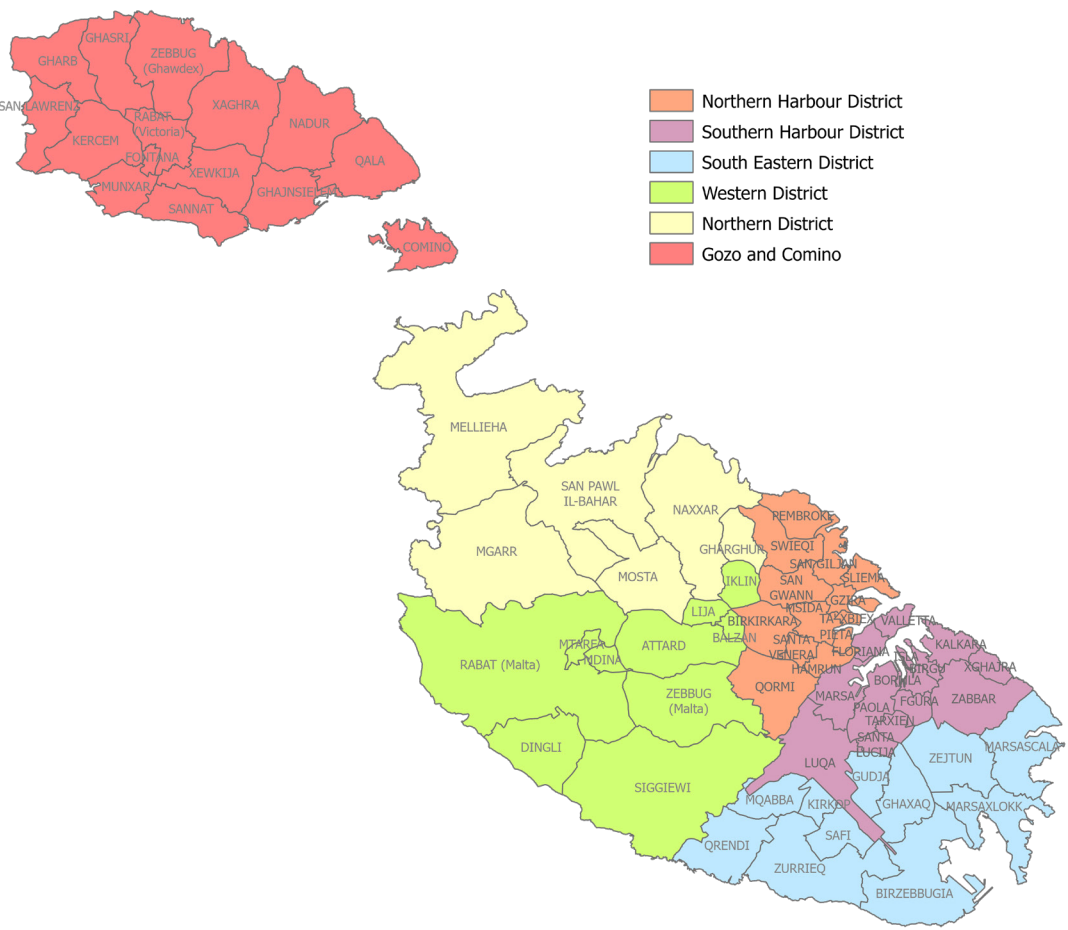 GHASRI
ZEBBUG
(Ghawdex)
GHARB
SAN LAWRENZ
XAGHRA
RABAT
(Victoria)
NADUR
KERCEM
FONTANA
QALA
XEWKIJA
MUNXAR
GHAJNSIELEM
SANNAT
COMINO
Northern Harbour District
Southern Harbour District
South Eastern District
Western District
Northern District
Gozo and Comino
MELLIEHA
SAN PAWL
IL-BAHAR
NAXXAR
PEMBROKE
MGARR
GHARGHUR
SWIEQI
SAN GILJAN
MOSTA
IKLIN
SAN
GWANN
SLIEMA
GZIRA
LIJA
MSIDA
BIRKIRKARA
TA' XBIEX
VALLETTA
BALZAN
SANTA
VENERA
PIETA
MTARFA
ATTARD
FLORIANA
KALKARA
MDINA
ISLA
BIRGU
XGHAJRA
RABAT (Malta)
HAMRUN
BORMLA
QORMI
MARSA
ZEBBUG
(Malta)
FGURA
ZABBAR
PAOLA
TARXIEN
SANTA
LUCIJA
DINGLI
MARSASCALA
ZEJTUN
LUQA
GUDJA
SIGGIEWI
MQABBA
KIRKOP
GHAXAQ
MARSAXLOKK
SAFI
QRENDI
ZURRIEQ
BIRZEBBUGIA